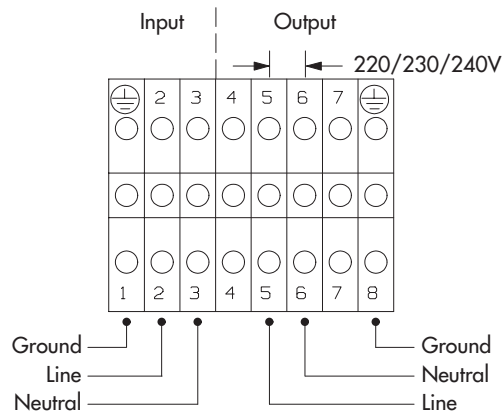 Input Output
220/230/240V
2 3 4 5 6 7
1 2 3 4 5 6 7 8
Ground Ground
Line Neutral
Neutral Line